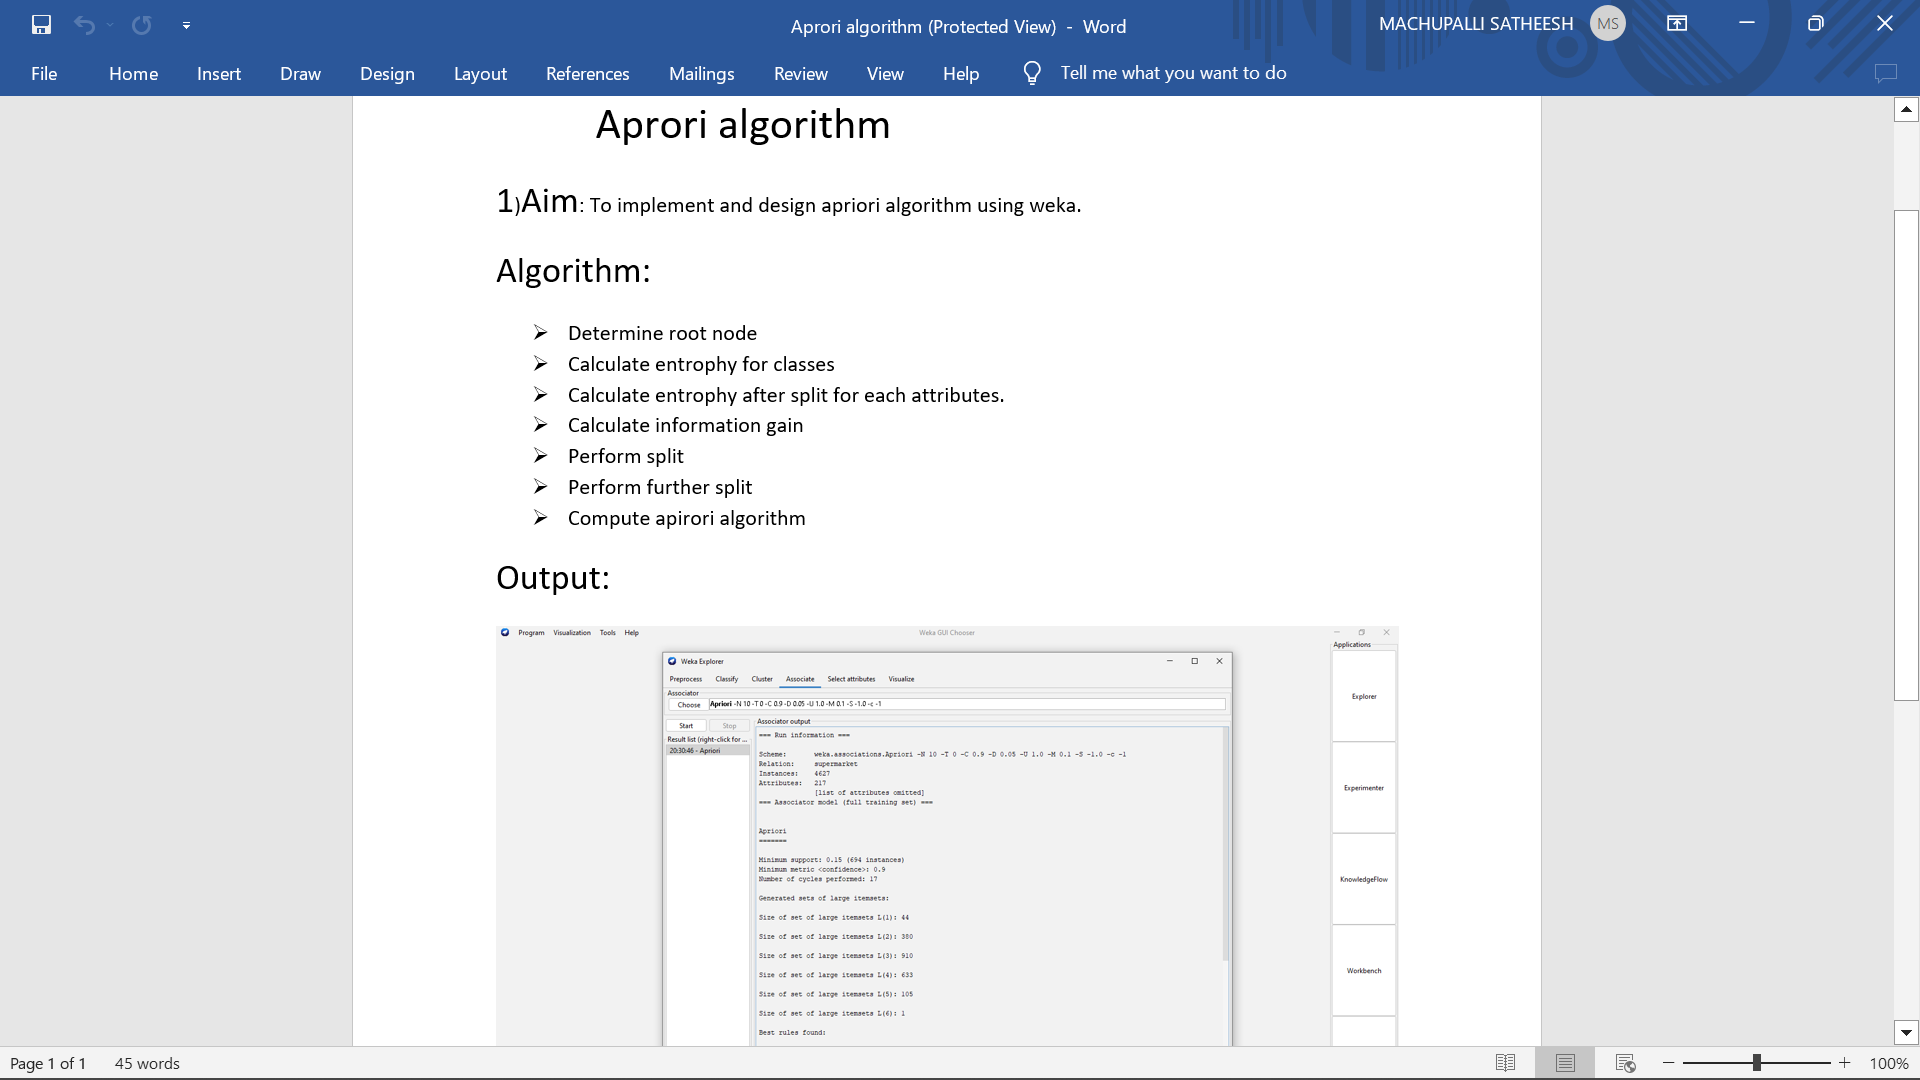 Aprori algorithm (Protected View) - Word
MACHUPALLI SATHEESH MS
File Home Insert Draw Design Layout References Mailings Review View Help Tell me what you want to do
Aprori algorithm
1)Aim: To implement and design apriori algorithm using weka.
Algorithm:
Determine root node
Calculate entrophy for classes
Calculate entrophy after split for each attributes.
Calculate information gain
Perform split
Perform further split
Compute apirori algorithm
Output:
Program Visualization Tools Help Weka GUI Chooser
Applications
Weka Explorer
Preprocess Classify Cluster Associate Select attributes Visualize
Associator
Choose Apriori -N 10 -T 0 -C 0.9 -D 0.05 -U 1.0 -M 0.1 -S -1.0 -c -1
Start Stop
Result list (right-click for ...
20:30:46 - Apriori
Associator output
=== Run information ===
Scheme: weka.associations.Apriori -N 10 -T 0 -C 0.9 -D 0.05 -U 1.0 -M 0.1 -S -1.0 -c -1
Relation: supermarket
Instances: 4627
Attributes: 217
[list of attributes omitted]
=== Associator model (full training set) ===
Apriori
=======
Minimum support: 0.15 (694 instances)
Minimum metric <confidence>: 0.9
Number of cycles performed: 17
Generated sets of large itemsets:
Size of set of large itemsets L(1): 44
Size of set of large itemsets L(2): 380
Size of set of large itemsets L(3): 910
Size of set of large itemsets L(4): 633
Size of set of large itemsets L(5): 105
Size of set of large itemsets L(6): 1
Best rules found:
Explorer
Experimenter
KnowledgeFlow
Workbench
Page 1 of 1 45 words
100%